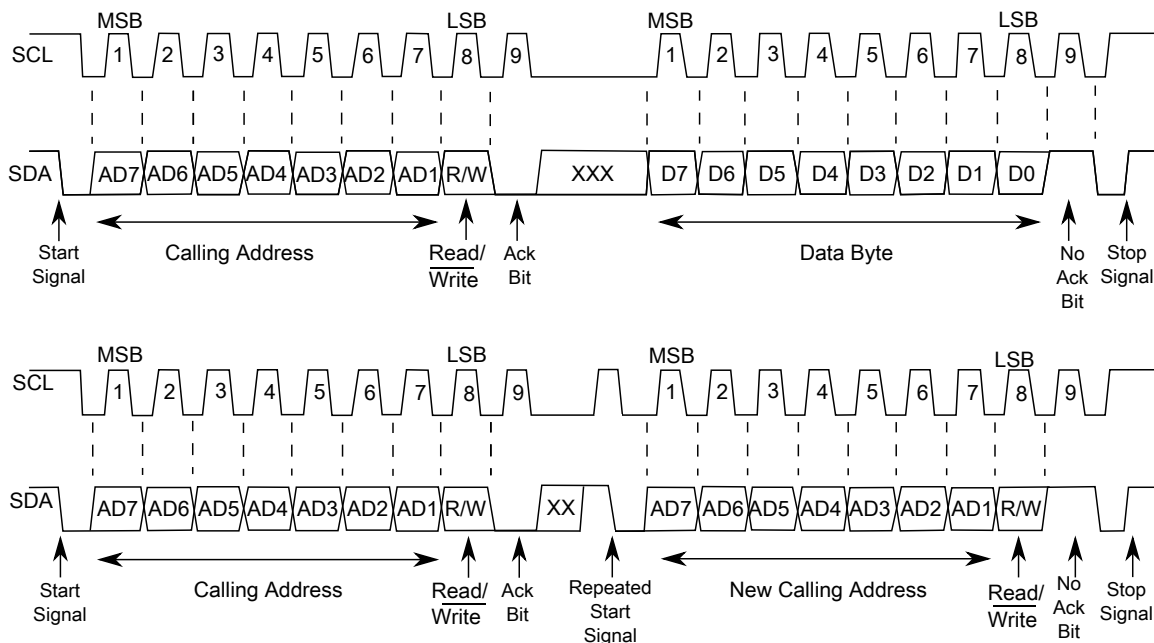 MSB LSB MSB LSB
SCL 1 2 3 4 5 6 7 8 9 1 2 3 4 5 6 7 8 9
SDA AD7 AD6 AD5 AD4 AD3 AD2 AD1 R/W XXX D7 D6 D5 D4 D3 D2 D1 D0
Start Signal
Calling Address
Read/ Write
Ack Bit
Data Byte
No Ack Bit
Stop Signal
MSB LSB MSB LSB
SCL 1 2 3 4 5 6 7 8 9 1 2 3 4 5 6 7 8 9
SDA AD7 AD6 AD5 AD4 AD3 AD2 AD1 R/W XX AD7 AD6 AD5 AD4 AD3 AD2 AD1 R/W
Start Signal
Calling Address
Read/ Write
Ack Bit
Repeated Start Signal
New Calling Address
Read/ Write
No Ack Bit
Stop Signal